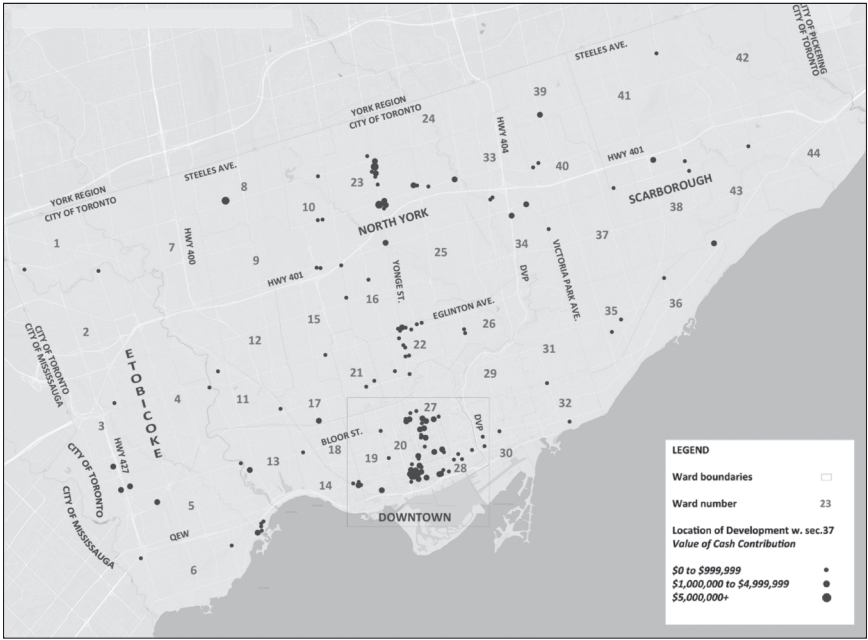 CITY OF PICKERING
CITY OF TORONTO
STEELES AVE.
42
41
39
YORK REGION
CITY OF TORONTO
24
HWY 404
33
40
HWY 401
44
STEELES AVE.
8
23
SCARBOROUGH
43
YORK REGION
CITY OF TORONTO
10
NORTH YORK
38
1
7
HWY 400
9
25
34
37
HWY 401
YONGE ST.
DVP
VICTORIA PARK AVE.
16
36
CITY OF TORONTO
CITY OF MISSISSAUGA
2
15
EGLINTON AVE.
26
35
12
22
31
ETOBICOKE
21
29
4
11
17
27
32
3
BLOOR ST.
DVP
HWY 427
18
20
30
19
28
13
CITY OF TORONTO
CITY OF MISSISSAUGA
14
5
DOWNTOWN
QEW
6
LEGEND
Ward boundaries
Ward number 23
Location of Development w. sec.37
Value of Cash Contribution
$0 to $999,999
$1,000,000 to $4,999,999
$5,000,000+